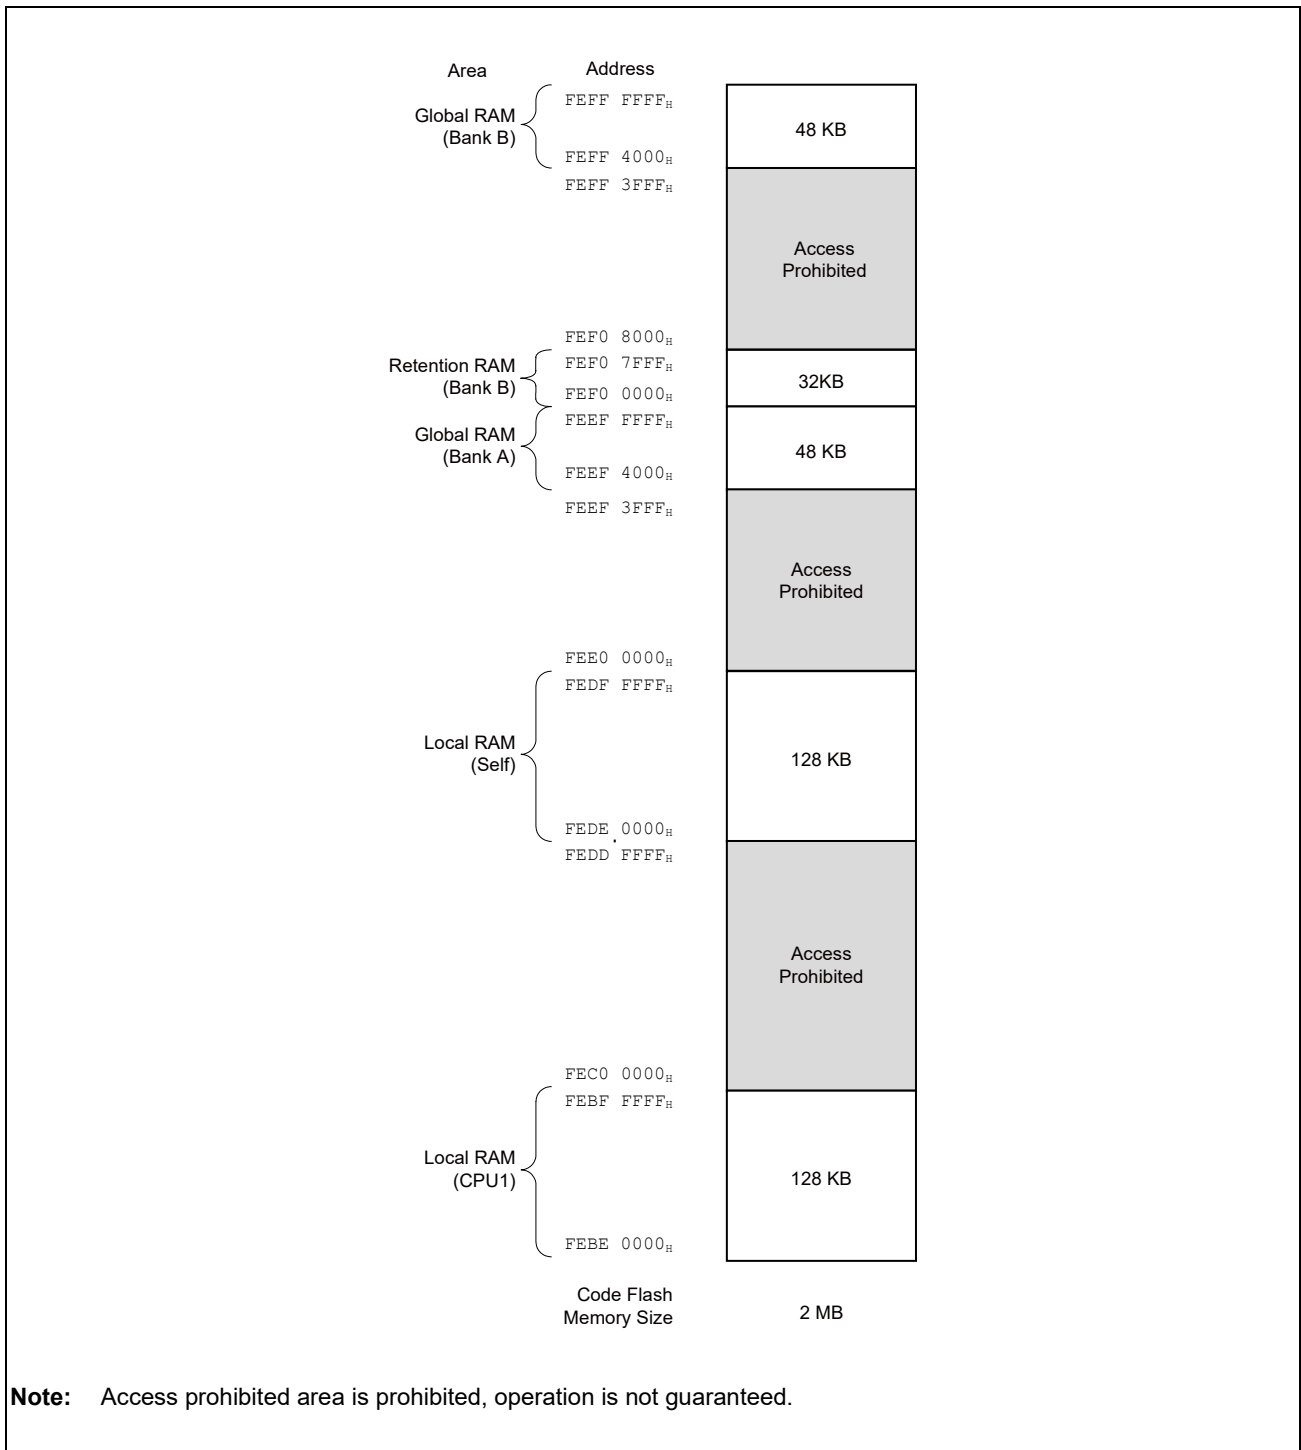 Area Address
FEFF FFFFH
Global RAM
(Bank B)
48 KB
FEFF 4000H
FEFF 3FFFH
Access
Prohibited
FEF0 8000H
Retention RAM
(Bank B)
FEF0 7FFFH
32KB
FEF0 0000H
FEEF FFFFH
Global RAM
(Bank A)
48 KB
FEEF 4000H
FEEF 3FFFH
Access
Prohibited
FEE0 0000H
FEDF FFFFH
Local RAM
(Self)
128 KB
FEDE 0000H
FEDD FFFFH
Access
Prohibited
FEC0 0000H
FEBF FFFFH
Local RAM
(CPU1)
128 KB
FEBE 0000H
Code Flash
Memory Size
2 MB
Note: Access prohibited area is prohibited, operation is not guaranteed.